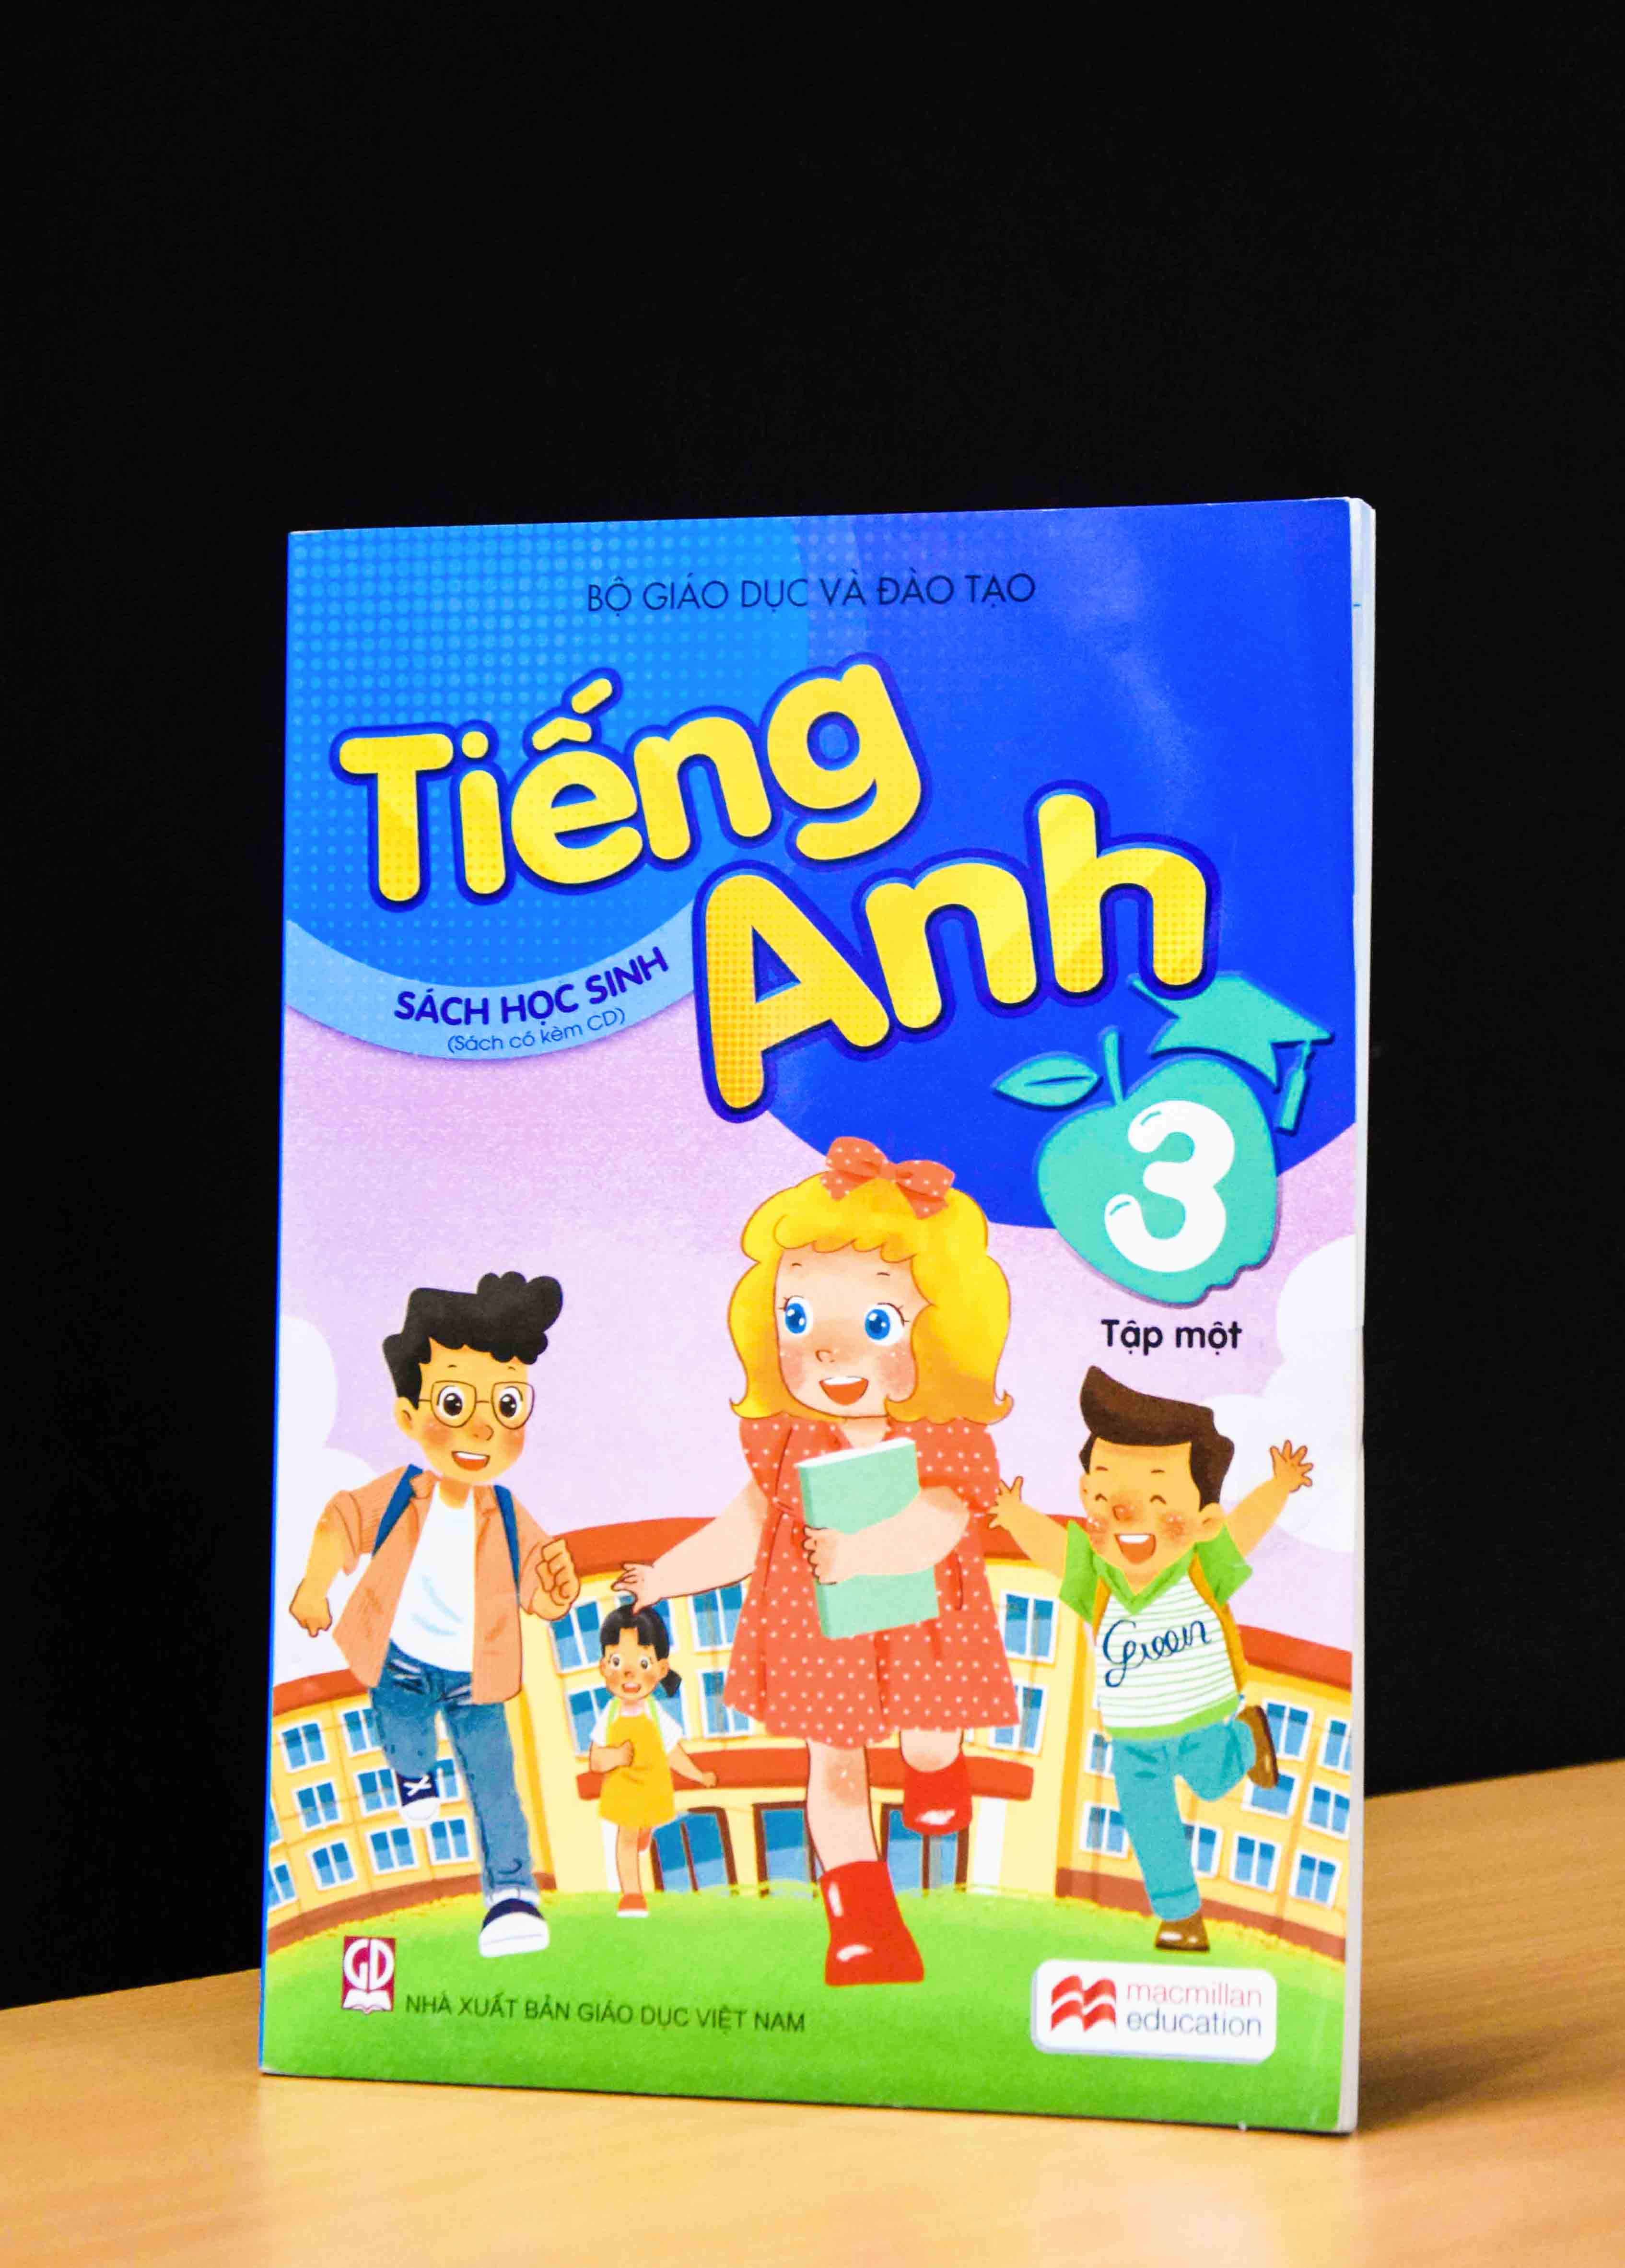 BỘ GIÁO DỤC VÀ ĐÀO TẠO
Tiếng
Anh
SÁCH HỌC SINH
(Sách có kèm CD)
3
Tập một
Green
GD
NHÀ XUẤT BẢN GIÁO DỤC VIỆT NAM
macmillan
education